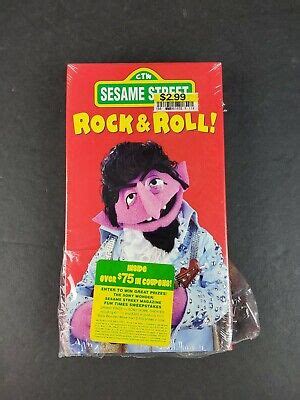 CTW
SESAME STREET
$2.99
ROCK & ROLL!
INSIDE
OVER $75 IN COUPONS!
ENTER TO WIN GREAT PRIZES!
THE SONY WONDER
SESAME STREET MAGAZINE
FUN TIMES SWEEPSTAKES!